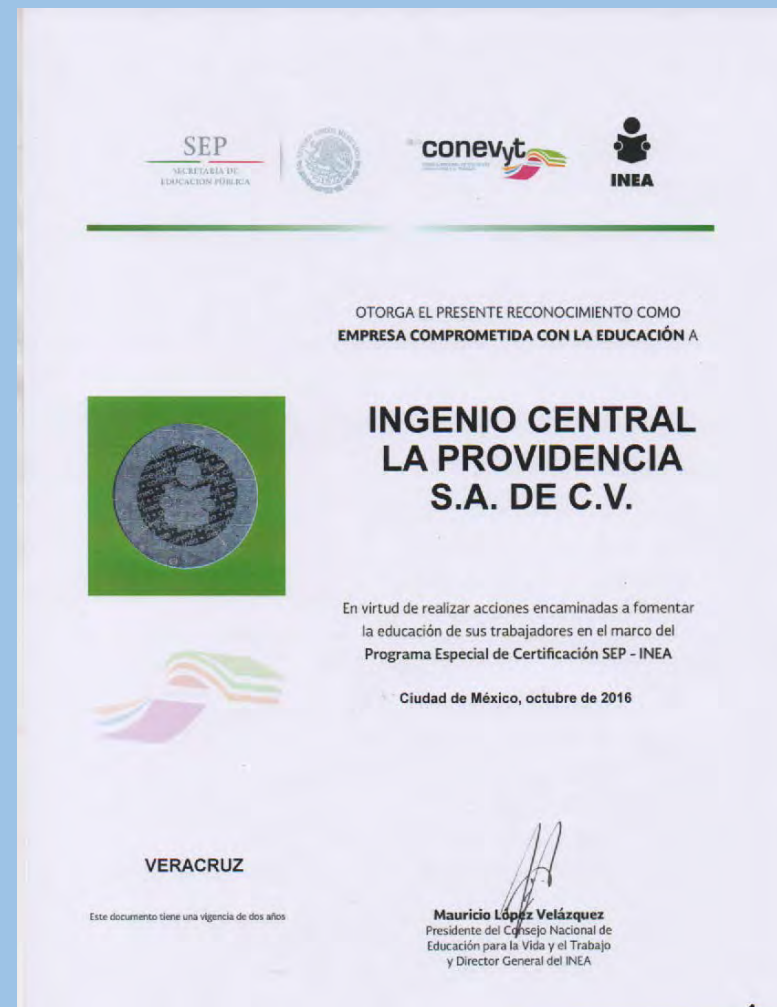 SEP
SECRETARÍA DE
EDUCACIÓN PÚBLICA
conevyt
INEA
OTORGA EL PRESENTE RECONOCIMIENTO COMO
EMPRESA COMPROMETIDA CON LA EDUCACIÓN A
INGENIO CENTRAL
LA PROVIDENCIA
S.A. DE C.V.
En virtud de realizar acciones encaminadas a fomentar
la educación de sus trabajadores en el marco del
Programa Especial de Certificación SEP - INEA
Ciudad de México, octubre de 2016
VERACRUZ
Este documento tiene una vigencia de dos años
Mauricio López Velázquez
Presidente del Consejo Nacional de
Educación para la Vida y el Trabajo
y Director General del INEA